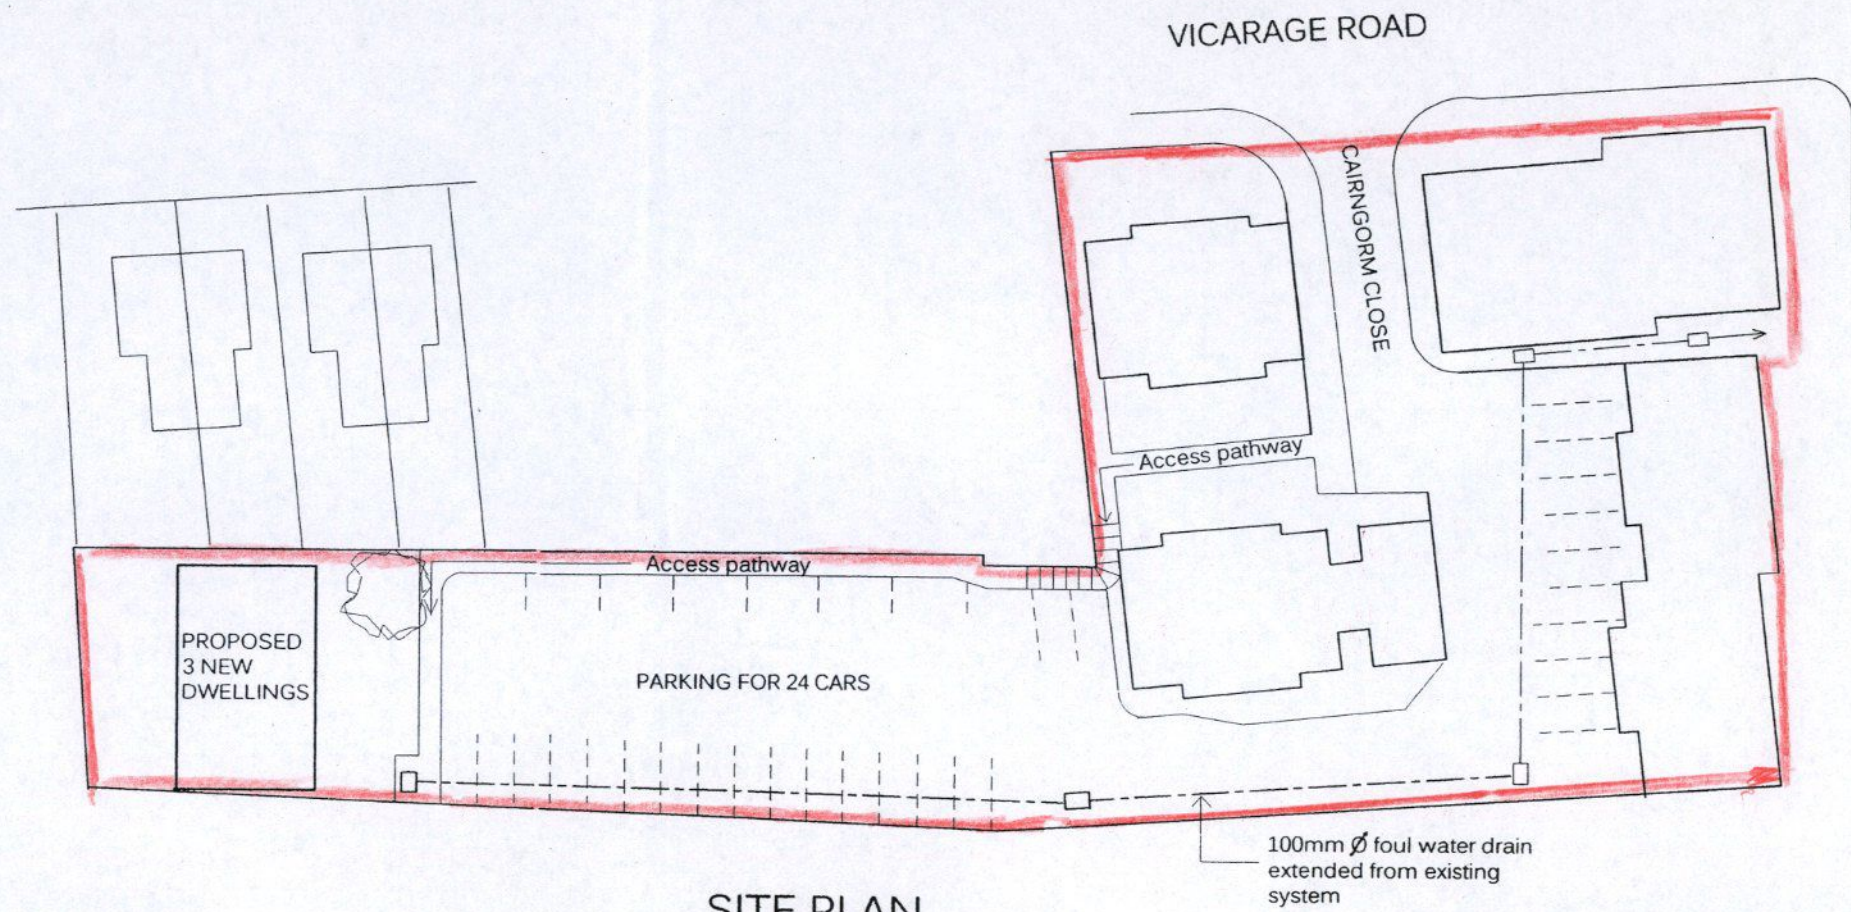 VICARAGE ROAD
CAIRNGORM CLOSE
Access pathway
Access pathway
PROPOSED
3 NEW
DWELLINGS
PARKING FOR 24 CARS
100mm Ø foul water drain
extended from existing
system
SITE PLAN